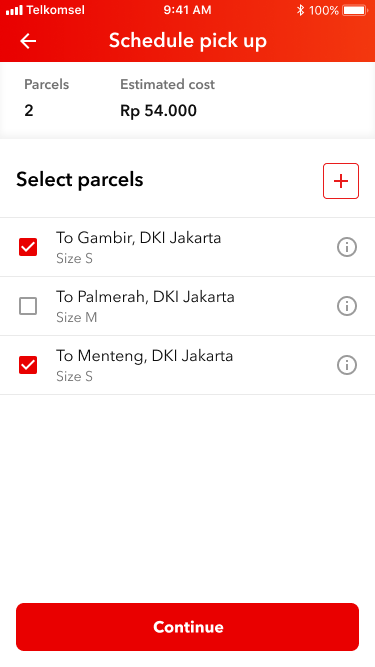 Telkomsel 9:41 AM 100%
Schedule pick up
Parcels Estimated cost
2 Rp 54.000
Select parcels
To Gambir, DKI Jakarta
Size S
To Palmerah, DKI Jakarta
Size M
To Menteng, DKI Jakarta
Size S
Continue